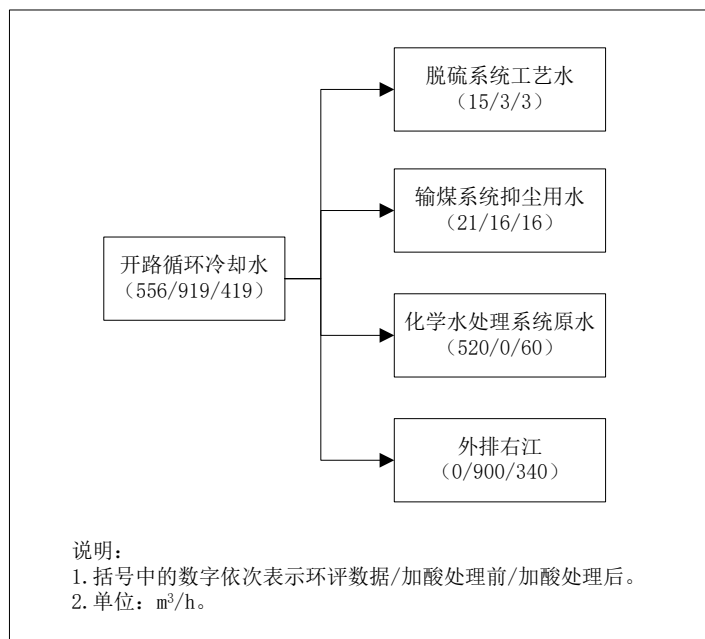 脱硫系统工艺水
（15/3/3）
输煤系统抑尘用水
（21/16/16）
开路循环冷却水
（556/919/419）
化学水处理系统原水
（520/0/60）
外排右江
（0/900/340）
说明：
1.括号中的数字依次表示环评数据/加酸处理前/加酸处理后。
2.单位：m³/h。